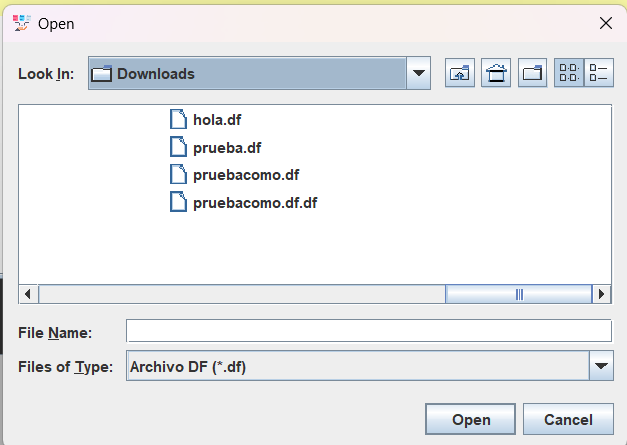 Open
Look In: Downloads
hola.df
prueba.df
pruebacomo.df
pruebacomo.df.df
File Name:
Files of Type: Archivo DF (*.df)
Open Cancel